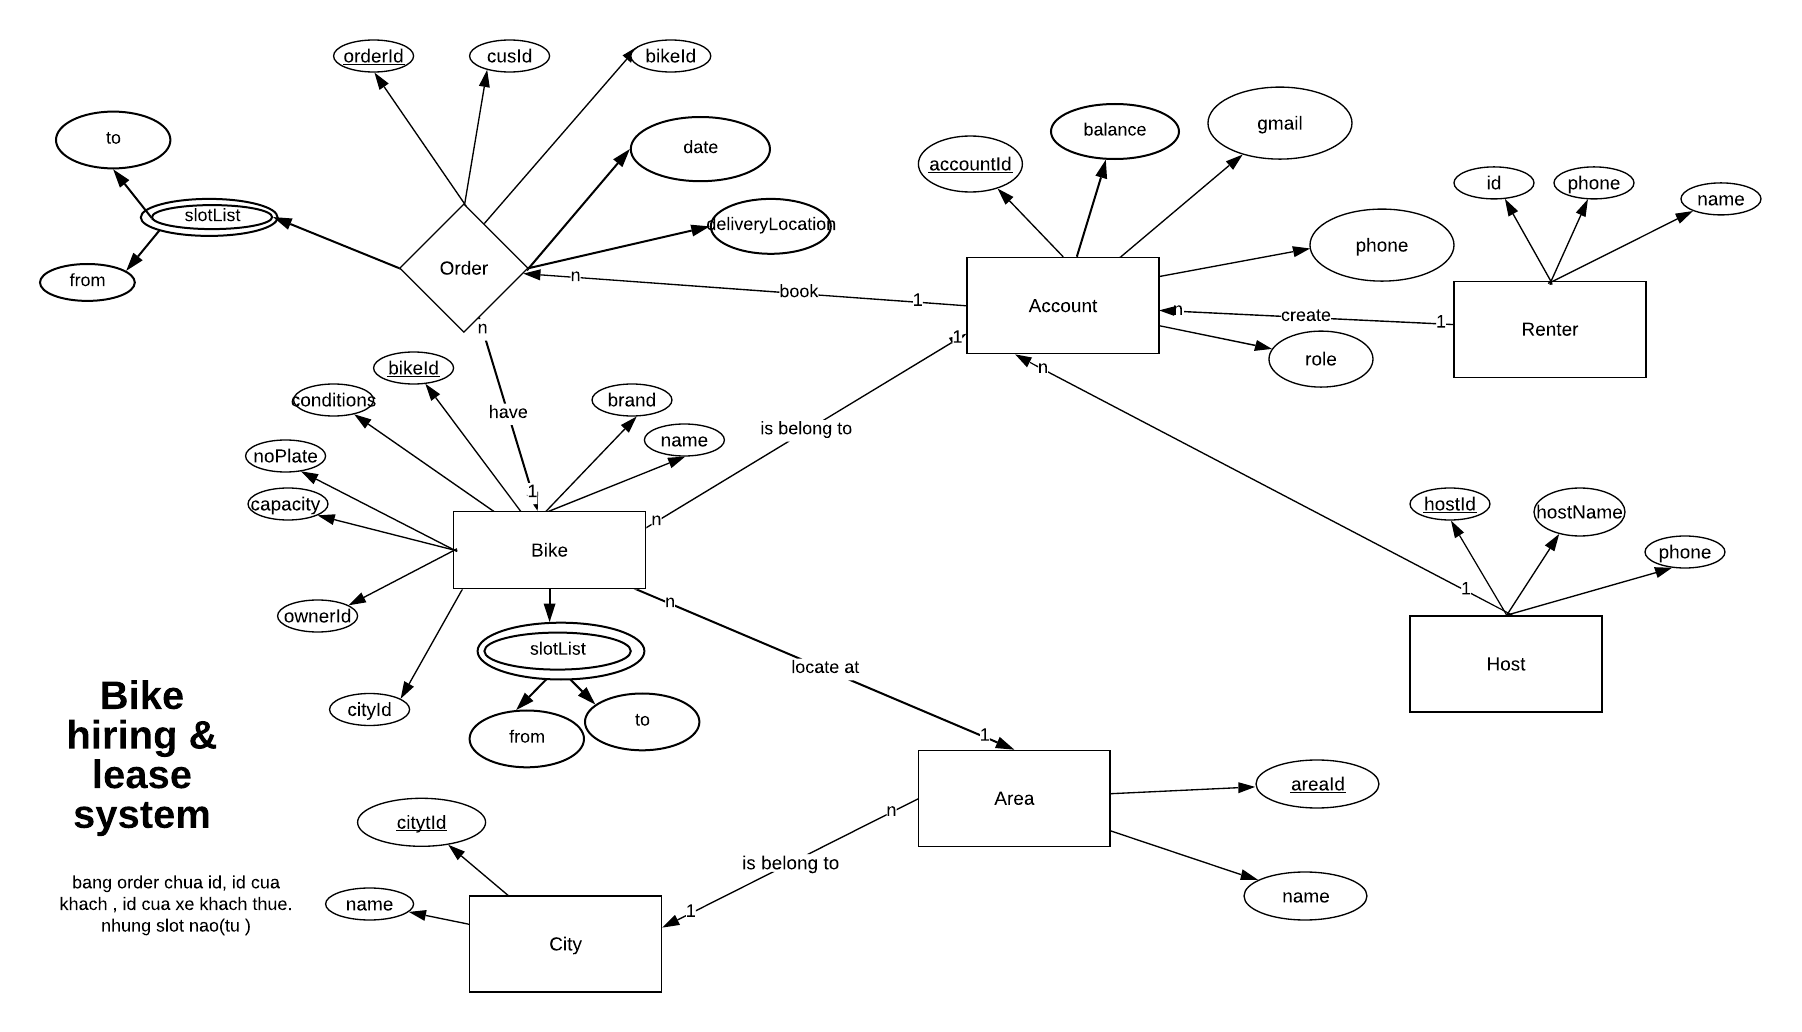 orderId
cusId
bikeId
to
slotList
from
date
deliveryLocation
Order
n
book
1
accountId
balance
gmail
phone
Account
role
n
create
1
id
phone
name
Renter
n
have
1
bikeId
conditions
brand
name
noPlate
capacity
Bike
ownerId
cityId
slotList
from
to
1
is belong to
n
n
1
hostId
hostName
phone
Host
n
locate at
1
Area
areaId
name
n
is belong to
1
citytId
name
City
Bike
hiring &
lease
system
bang order chua id, id cua
khach , id cua xe khach thue.
nhung slot nao(tu )